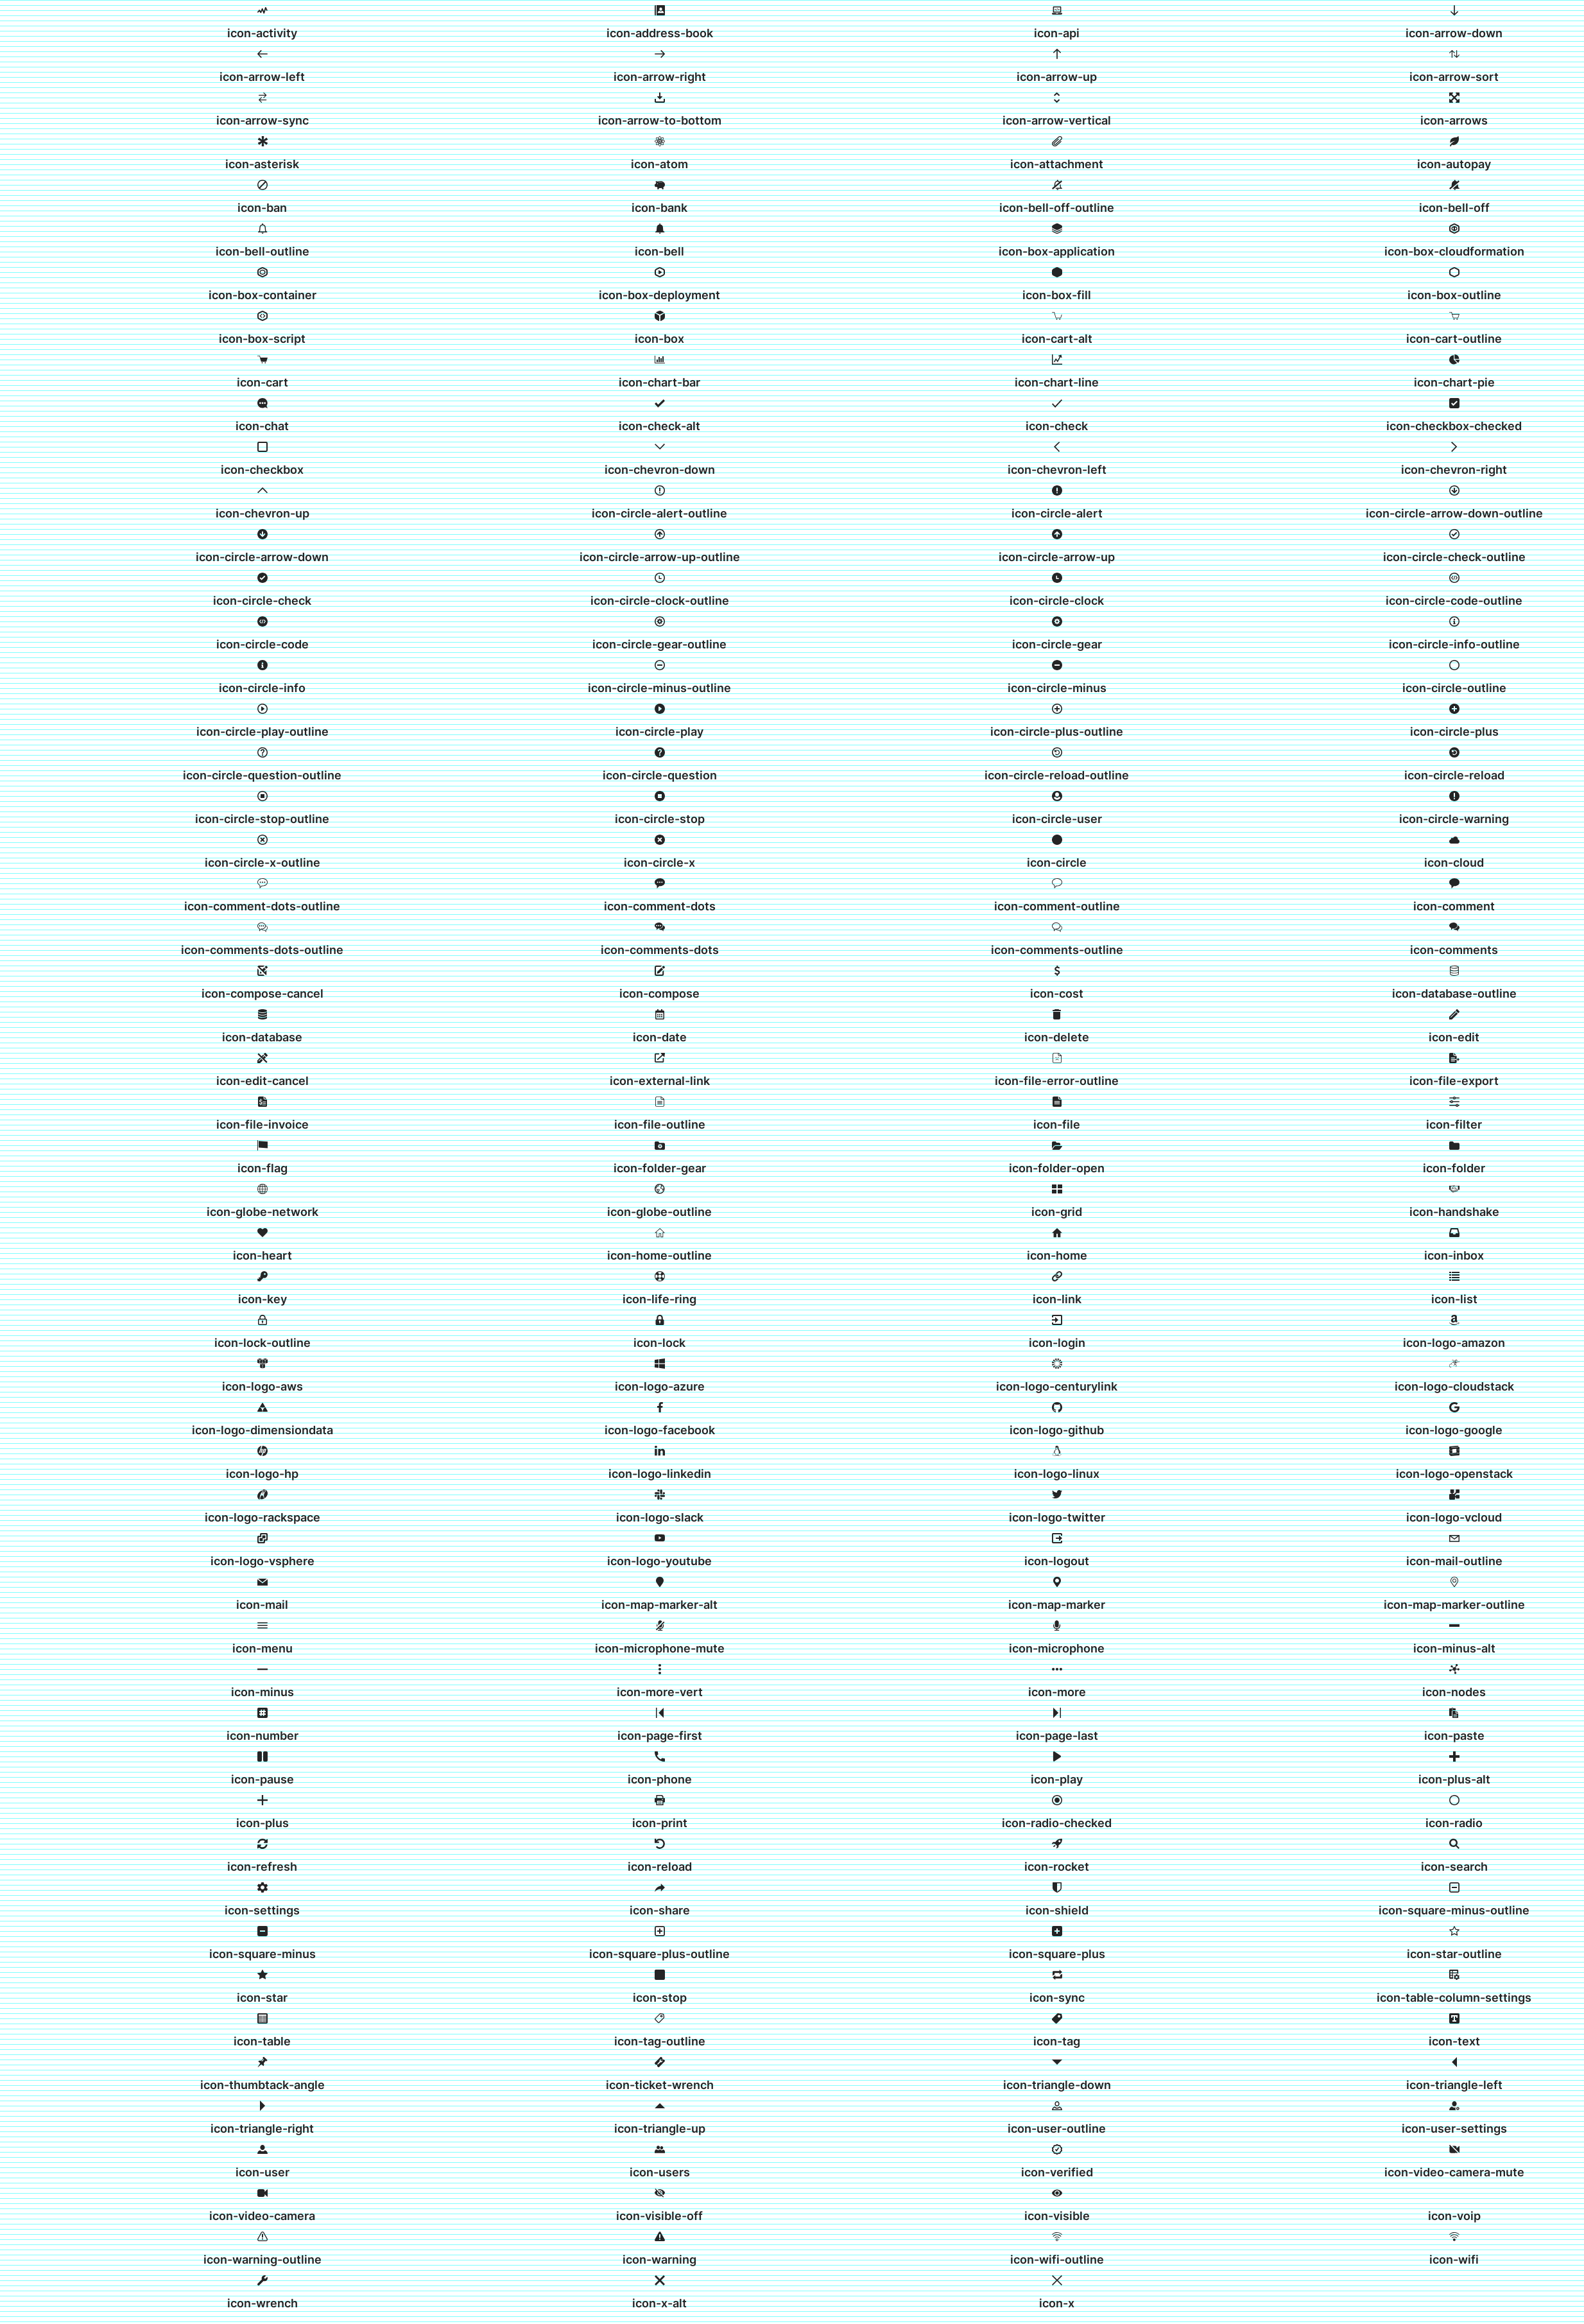 icon-activity icon-address-book icon-api icon-arrow-down
icon-arrow-left icon-arrow-right icon-arrow-up icon-arrow-sort
icon-arrow-sync icon-arrow-to-bottom icon-arrow-vertical icon-arrows
icon-asterisk icon-atom icon-attachment icon-autopay
icon-ban icon-bank icon-bell-off-outline icon-bell-off
icon-bell-outline icon-bell icon-box-application icon-box-cloudformation
icon-box-container icon-box-deployment icon-box-fill icon-box-outline
icon-box-script icon-box icon-cart-alt icon-cart-outline
icon-cart icon-chart-bar icon-chart-line icon-chart-pie
icon-chat icon-check-alt icon-check icon-checkbox-checked
icon-checkbox icon-chevron-down icon-chevron-left icon-chevron-right
icon-chevron-up icon-circle-alert-outline icon-circle-alert icon-circle-arrow-down-outline
icon-circle-arrow-down icon-circle-arrow-up-outline icon-circle-arrow-up icon-circle-check-outline
icon-circle-check icon-circle-clock-outline icon-circle-clock icon-circle-code-outline
icon-circle-code icon-circle-gear-outline icon-circle-gear icon-circle-info-outline
icon-circle-info icon-circle-minus-outline icon-circle-minus icon-circle-outline
icon-circle-play-outline icon-circle-play icon-circle-plus-outline icon-circle-plus
icon-circle-question-outline icon-circle-question icon-circle-reload-outline icon-circle-reload
icon-circle-stop-outline icon-circle-stop icon-circle-user icon-circle-warning
icon-circle-x-outline icon-circle-x icon-circle icon-cloud
icon-comment-dots-outline icon-comment-dots icon-comment-outline icon-comment
icon-comments-dots-outline icon-comments-dots icon-comments-outline icon-comments
icon-compose-cancel icon-compose icon-cost icon-database-outline
icon-database icon-date icon-delete icon-edit
icon-edit-cancel icon-external-link icon-file-error-outline icon-file-export
icon-file-invoice icon-file-outline icon-file icon-filter
icon-flag icon-folder-gear icon-folder-open icon-folder
icon-globe-network icon-globe-outline icon-grid icon-handshake
icon-heart icon-home-outline icon-home icon-inbox
icon-key icon-life-ring icon-link icon-list
icon-lock-outline icon-lock icon-login icon-logo-amazon
icon-logo-aws icon-logo-azure icon-logo-centurylink icon-logo-cloudstack
icon-logo-dimensiondata icon-logo-facebook icon-logo-github icon-logo-google
icon-logo-hp icon-logo-linkedin icon-logo-linux icon-logo-openstack
icon-logo-rackspace icon-logo-slack icon-logo-twitter icon-logo-vcloud
icon-logo-vsphere icon-logo-youtube icon-logout icon-mail-outline
icon-mail icon-map-marker-alt icon-map-marker icon-map-marker-outline
icon-menu icon-microphone-mute icon-microphone icon-minus-alt
icon-minus icon-more-vert icon-more icon-nodes
icon-number icon-page-first icon-page-last icon-paste
icon-pause icon-phone icon-play icon-plus-alt
icon-plus icon-print icon-radio-checked icon-radio
icon-refresh icon-reload icon-rocket icon-search
icon-settings icon-share icon-shield icon-square-minus-outline
icon-square-minus icon-square-plus-outline icon-square-plus icon-star-outline
icon-star icon-stop icon-sync icon-table-column-settings
icon-table icon-tag-outline icon-tag icon-text
icon-thumbtack-angle icon-ticket-wrench icon-triangle-down icon-triangle-left
icon-triangle-right icon-triangle-up icon-user-outline icon-user-settings
icon-user icon-users icon-verified icon-video-camera-mute
icon-video-camera icon-visible-off icon-visible icon-voip
icon-warning-outline icon-warning icon-wifi-outline icon-wifi
icon-wrench icon-x-alt icon-x